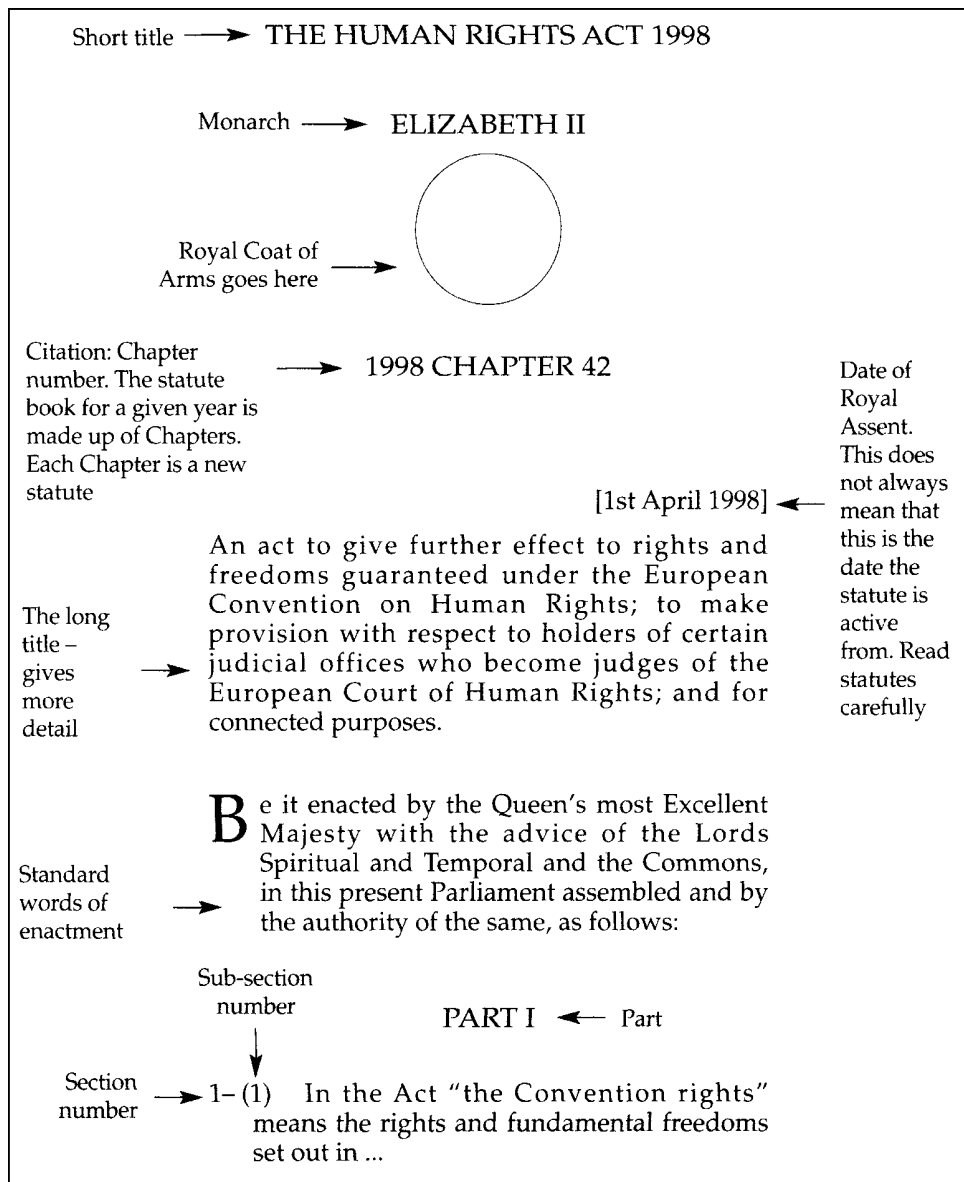 Short title THE HUMAN RIGHTS ACT 1998
Monarch ELIZABETH II
Royal Coat of
Arms goes here
Citation: Chapter
number. The statute
book for a given year is
made up of Chapters.
Each Chapter is a new
statute
1998 CHAPTER 42
Date of
Royal
Assent.
This does
not always
mean that
this is the
date the
statute is
active
from. Read
statutes
carefully
[1st April 1998]
The long
title –
gives
more
detail
An act to give further effect to rights and
freedoms guaranteed under the European
Convention on Human Rights; to make
provision with respect to holders of certain
judicial offices who become judges of the
European Court of Human Rights; and for
connected purposes.
Standard
words of
enactment
Be it enacted by the Queen's most Excellent
Majesty with the advice of the Lords
Spiritual and Temporal and the Commons,
in this present Parliament assembled and by
the authority of the same, as follows:
Sub-section
number
PART I Part
Section
number
1– (1) In the Act "the Convention rights"
means the rights and fundamental freedoms
set out in ...